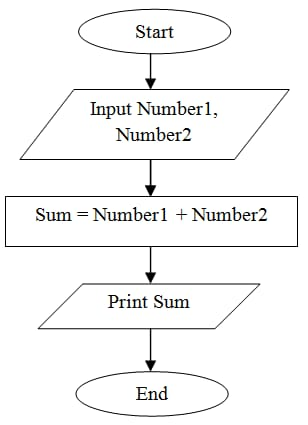 Start
Input Number1,
Number2
Sum = Number1 + Number2
Print Sum
End